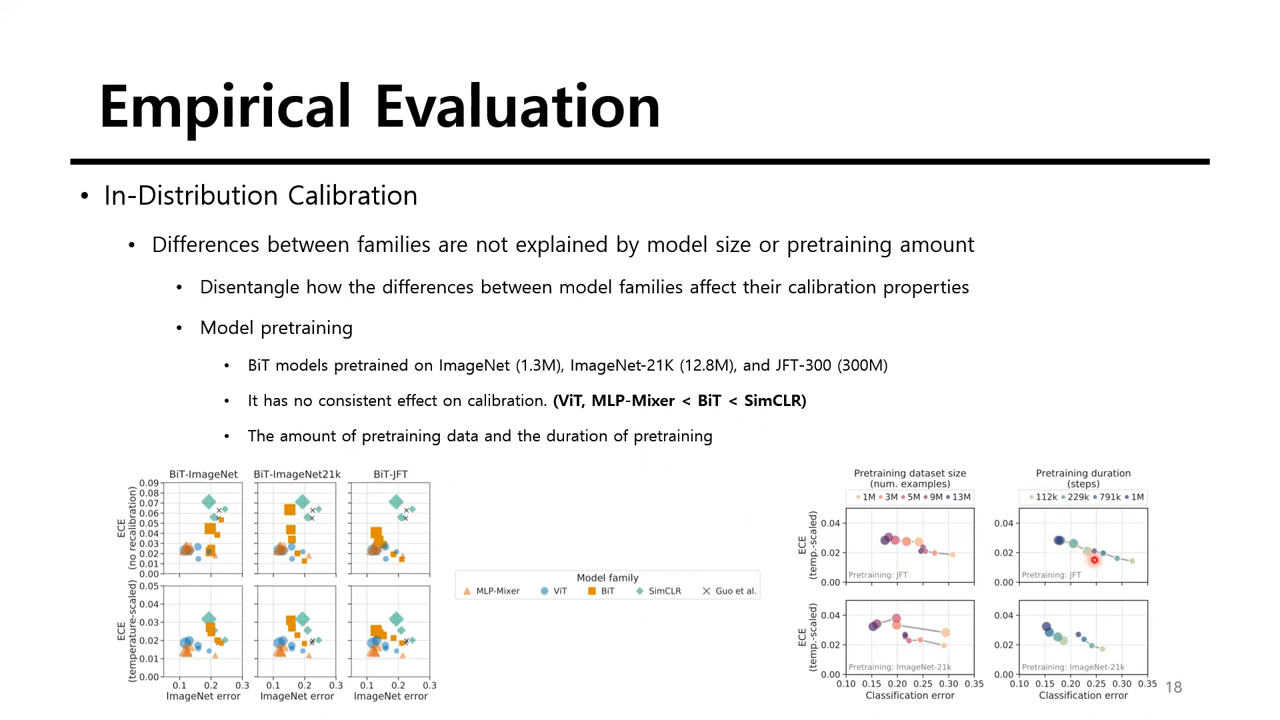 Empirical Evaluation
• In-Distribution Calibration
• Differences between families are not explained by model size or pretraining amount
• Disentangle how the differences between model families affect their calibration properties
• Model pretraining
• BiT models pretrained on ImageNet (1.3M), ImageNet-21K (12.8M), and JFT-300 (300M)
• It has no consistent effect on calibration. (ViT, MLP-Mixer < BiT < SimCLR)
• The amount of pretraining data and the duration of pretraining
BiT-ImageNet BiT-ImageNet21k BiT-JFT
ECE
(no recalibration)
0.09
0.08
0.07
0.06
0.05
0.04
0.03
0.02
0.01
0.00
ECE
(temperature-scaled)
0.05
0.04
0.03
0.02
0.01
0.00
0.1 0.2 0.3 0.1 0.2 0.3 0.1 0.2 0.3
ImageNet error ImageNet error ImageNet error
Model family
MLP-Mixer ViT BiT SimCLR Guo et al.
Pretraining dataset size
(num. examples)
1M 3M 5M 9M 13M
ECE
(temp.-scaled)
0.04
0.02
0.00
Pretraining: JFT
Pretraining duration
(steps)
112k 229k 791k 1M
0.04
0.02
0.00
Pretraining: JFT
ECE
(temp.-scaled)
0.04
0.02
0.00
Pretraining: ImageNet-21k
0.10 0.15 0.20 0.25 0.30 0.35
Classification error
0.04
0.02
0.00
Pretraining: ImageNet-21k
0.10 0.15 0.20 0.25 0.30 0.35
Classification error
18